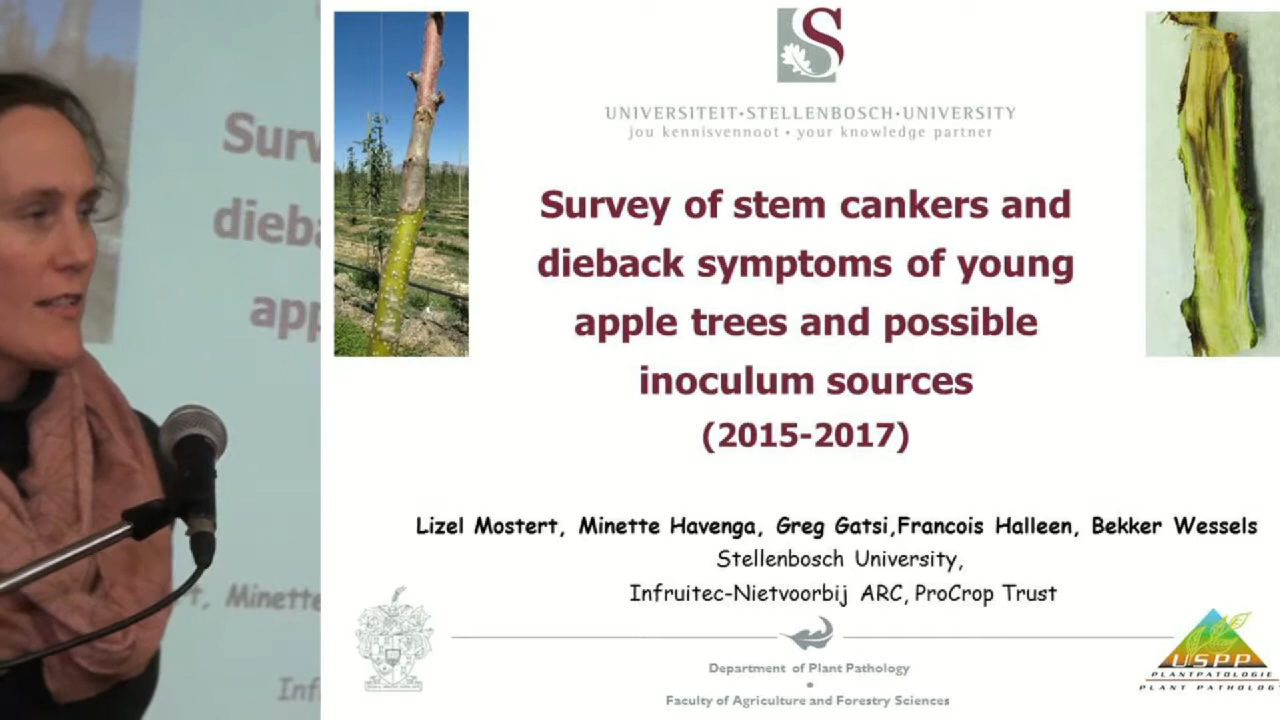 Surv
dieba
app
Minette
Inf
S
UNIVERSITEIT•STELLENBOSCH•UNIVERSITY
jou kennisvennoot • your knowledge partner
Survey of stem cankers and
dieback symptoms of young
apple trees and possible
inoculum sources
(2015-2017)
Lizel Mostert, Minette Havenga, Greg Gatsi,Francois Halleen, Bekker Wessels
Stellenbosch University,
Infruitec-Nietvoorbij ARC, ProCrop Trust
Department of Plant Pathology
•
Faculty of Agriculture and Forestry Sciences
USPP
PLANTPATOLOGIE
PLANT PATHOLOGY